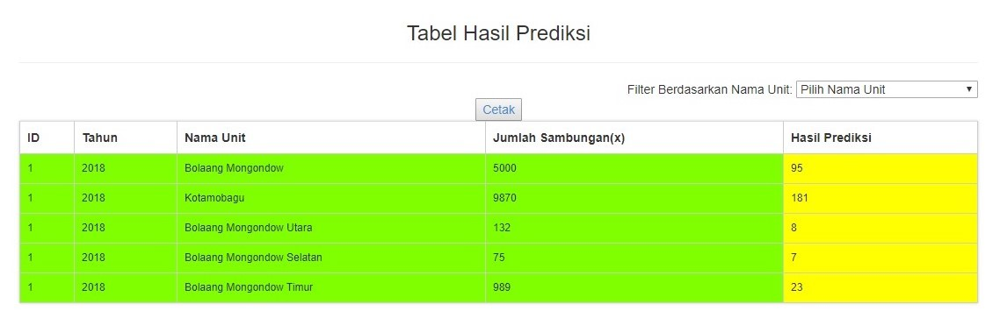 Tabel Hasil Prediksi
Filter Berdasarkan Nama Unit: Pilih Nama Unit
Cetak
ID Tahun Nama Unit Jumlah Sambungan(x) Hasil Prediksi
1 2018 Bolaang Mongondow 5000 95
1 2018 Kotamobagu 9870 181
1 2018 Bolaang Mongondow Utara 132 8
1 2018 Bolaang Mongondow Selatan 75 7
1 2018 Bolaang Mongondow Timur 989 23